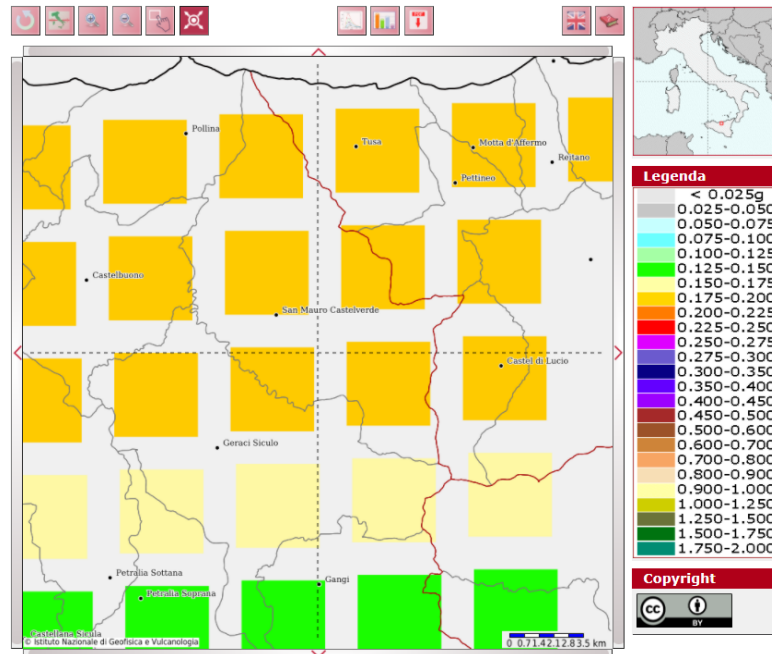 Pollina
Tusa
Motta d'Affermo
Reitano
Pettineo
Castelbuono
San Mauro Castelverde
Castel di Lucio
Geraci Siculo
Petralia Sottana
Gangi
Petralia Soprana
Castellana Sicula
© Istituto Nazionale di Geofisica e Vulcanologia
0 0.71.42.12.83.5 km
Legenda
< 0.025g
0.025-0.050
0.050-0.075
0.075-0.100
0.100-0.125
0.125-0.150
0.150-0.175
0.175-0.200
0.200-0.225
0.225-0.250
0.250-0.275
0.275-0.300
0.300-0.350
0.350-0.400
0.400-0.450
0.450-0.500
0.500-0.600
0.600-0.700
0.700-0.800
0.800-0.900
0.900-1.000
1.000-1.250
1.250-1.500
1.500-1.750
1.750-2.000
Copyright
cc
BY